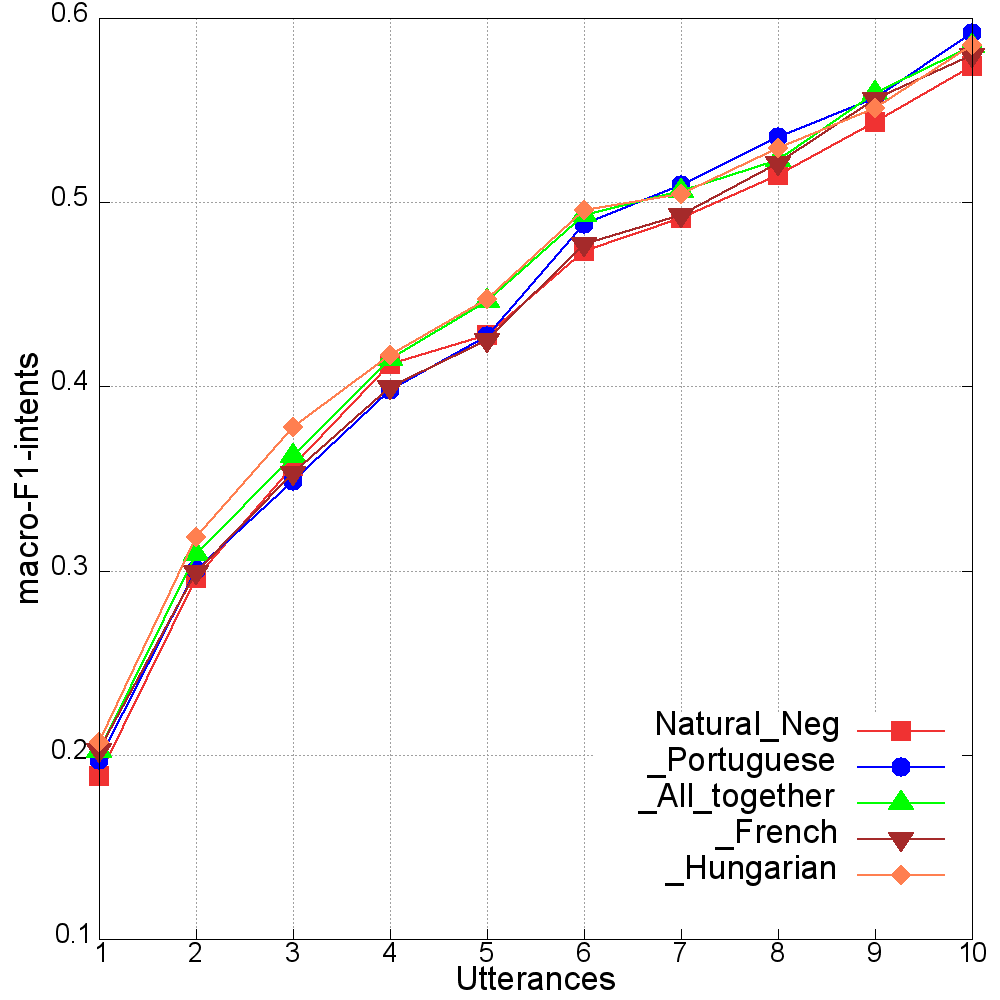 0.6
0.5
0.4
0.3
0.2
0.1
macro-F1-intents
Natural_Neg
_Portuguese
_All_together
_French
_Hungarian
1 2 3 4 5 6 7 8 9 10
Utterances